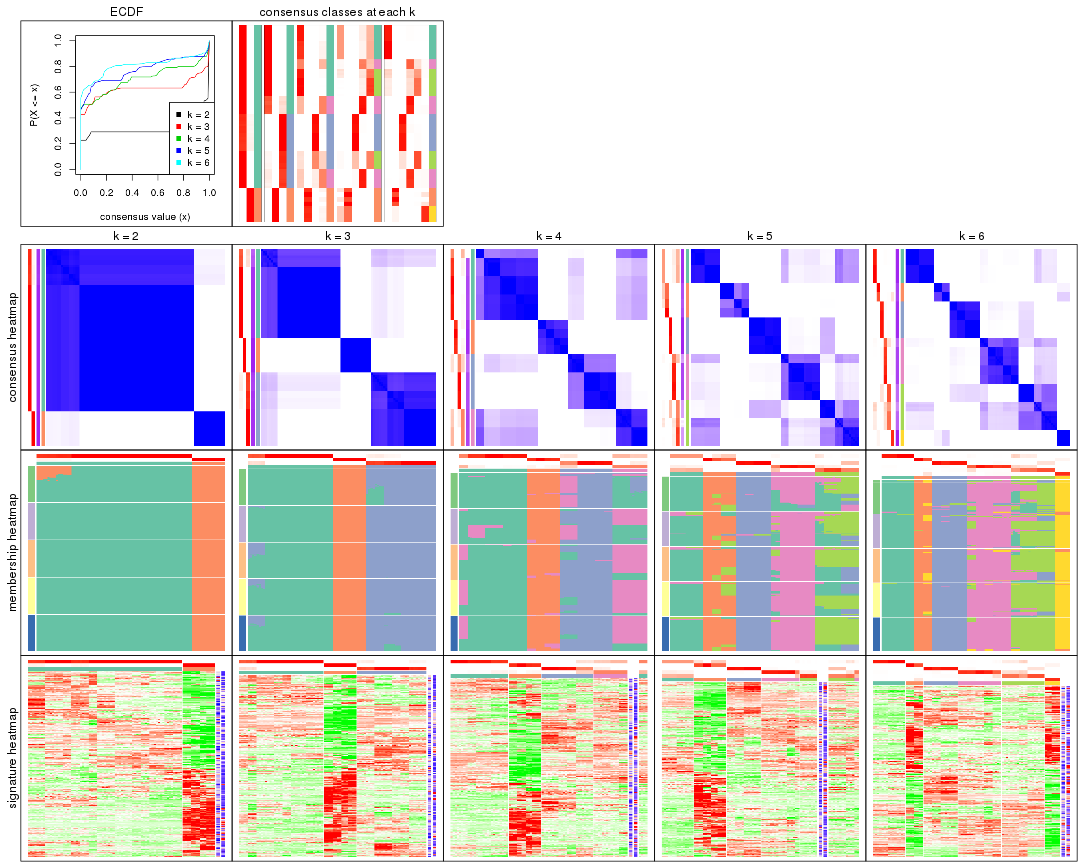 ECDF
consensus classes at each k
P(X <= x)
0.0 0.2 0.4 0.6 0.8 1.0
k = 2
k = 3
k = 4
k = 5
k = 6
0.0 0.2 0.4 0.6 0.8 1.0
consensus value (x)
k = 2
k = 3
k = 4
k = 5
k = 6
consensus heatmap
membership heatmap
signature heatmap